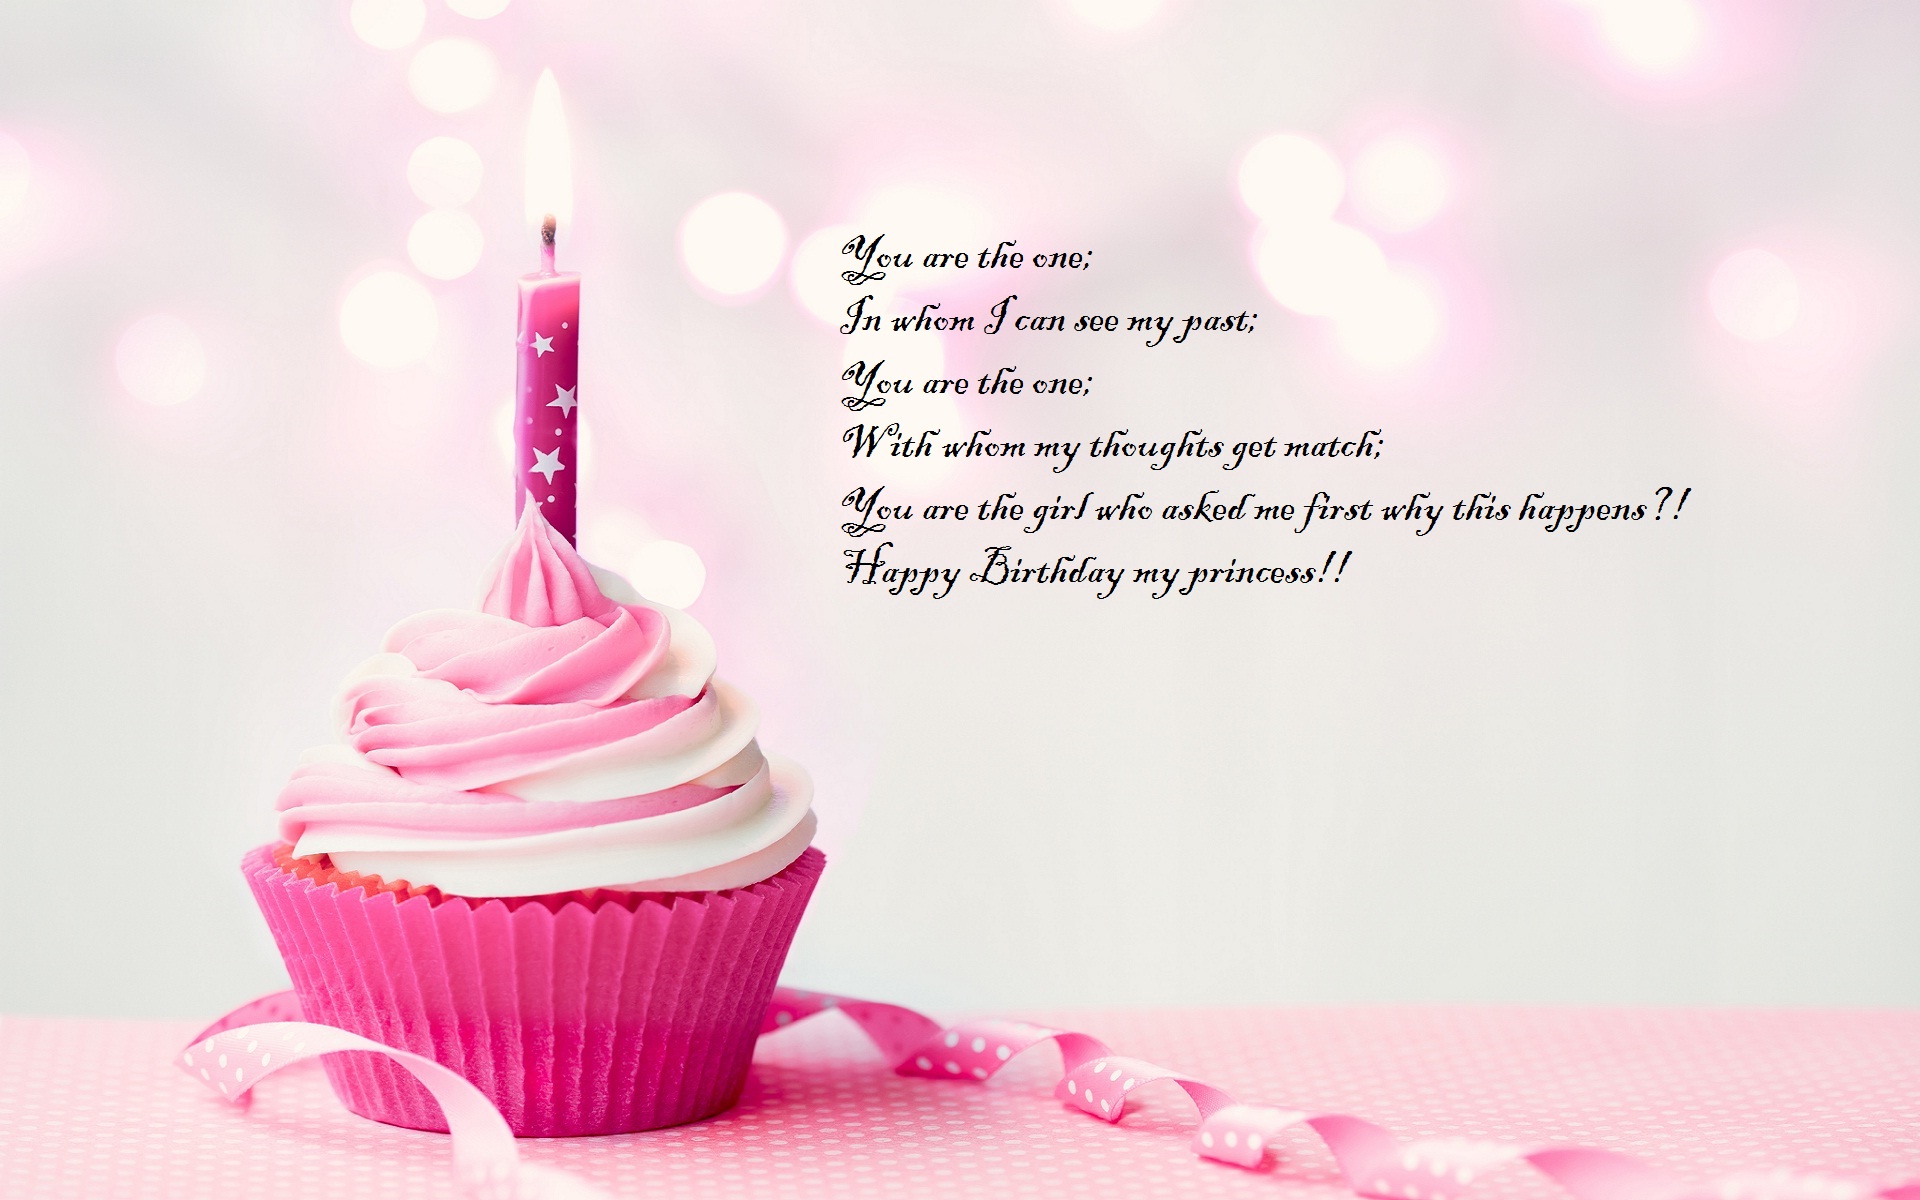 You are the one;
In whom I can see my past;
You are the one;
With whom my thoughts get match;
You are the girl who asked me first why this happens?!
Happy Birthday my princess!!